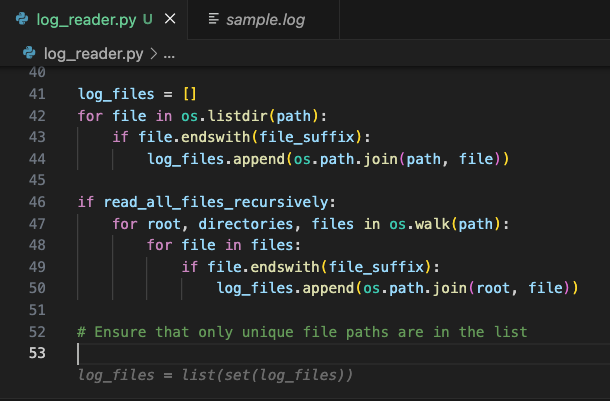 log_reader.py U ×
sample.log
log_reader.py > ...
40
41 log_files = []
42 for file in os.listdir(path):
43     if file.endswith(file_suffix):
44         log_files.append(os.path.join(path, file))
45
46 if read_all_files_recursively:
47     for root, directories, files in os.walk(path):
48         for file in files:
49             if file.endswith(file_suffix):
50                 log_files.append(os.path.join(root, file))
51
52 # Ensure that only unique file paths are in the list
53
log_files = list(set(log_files))